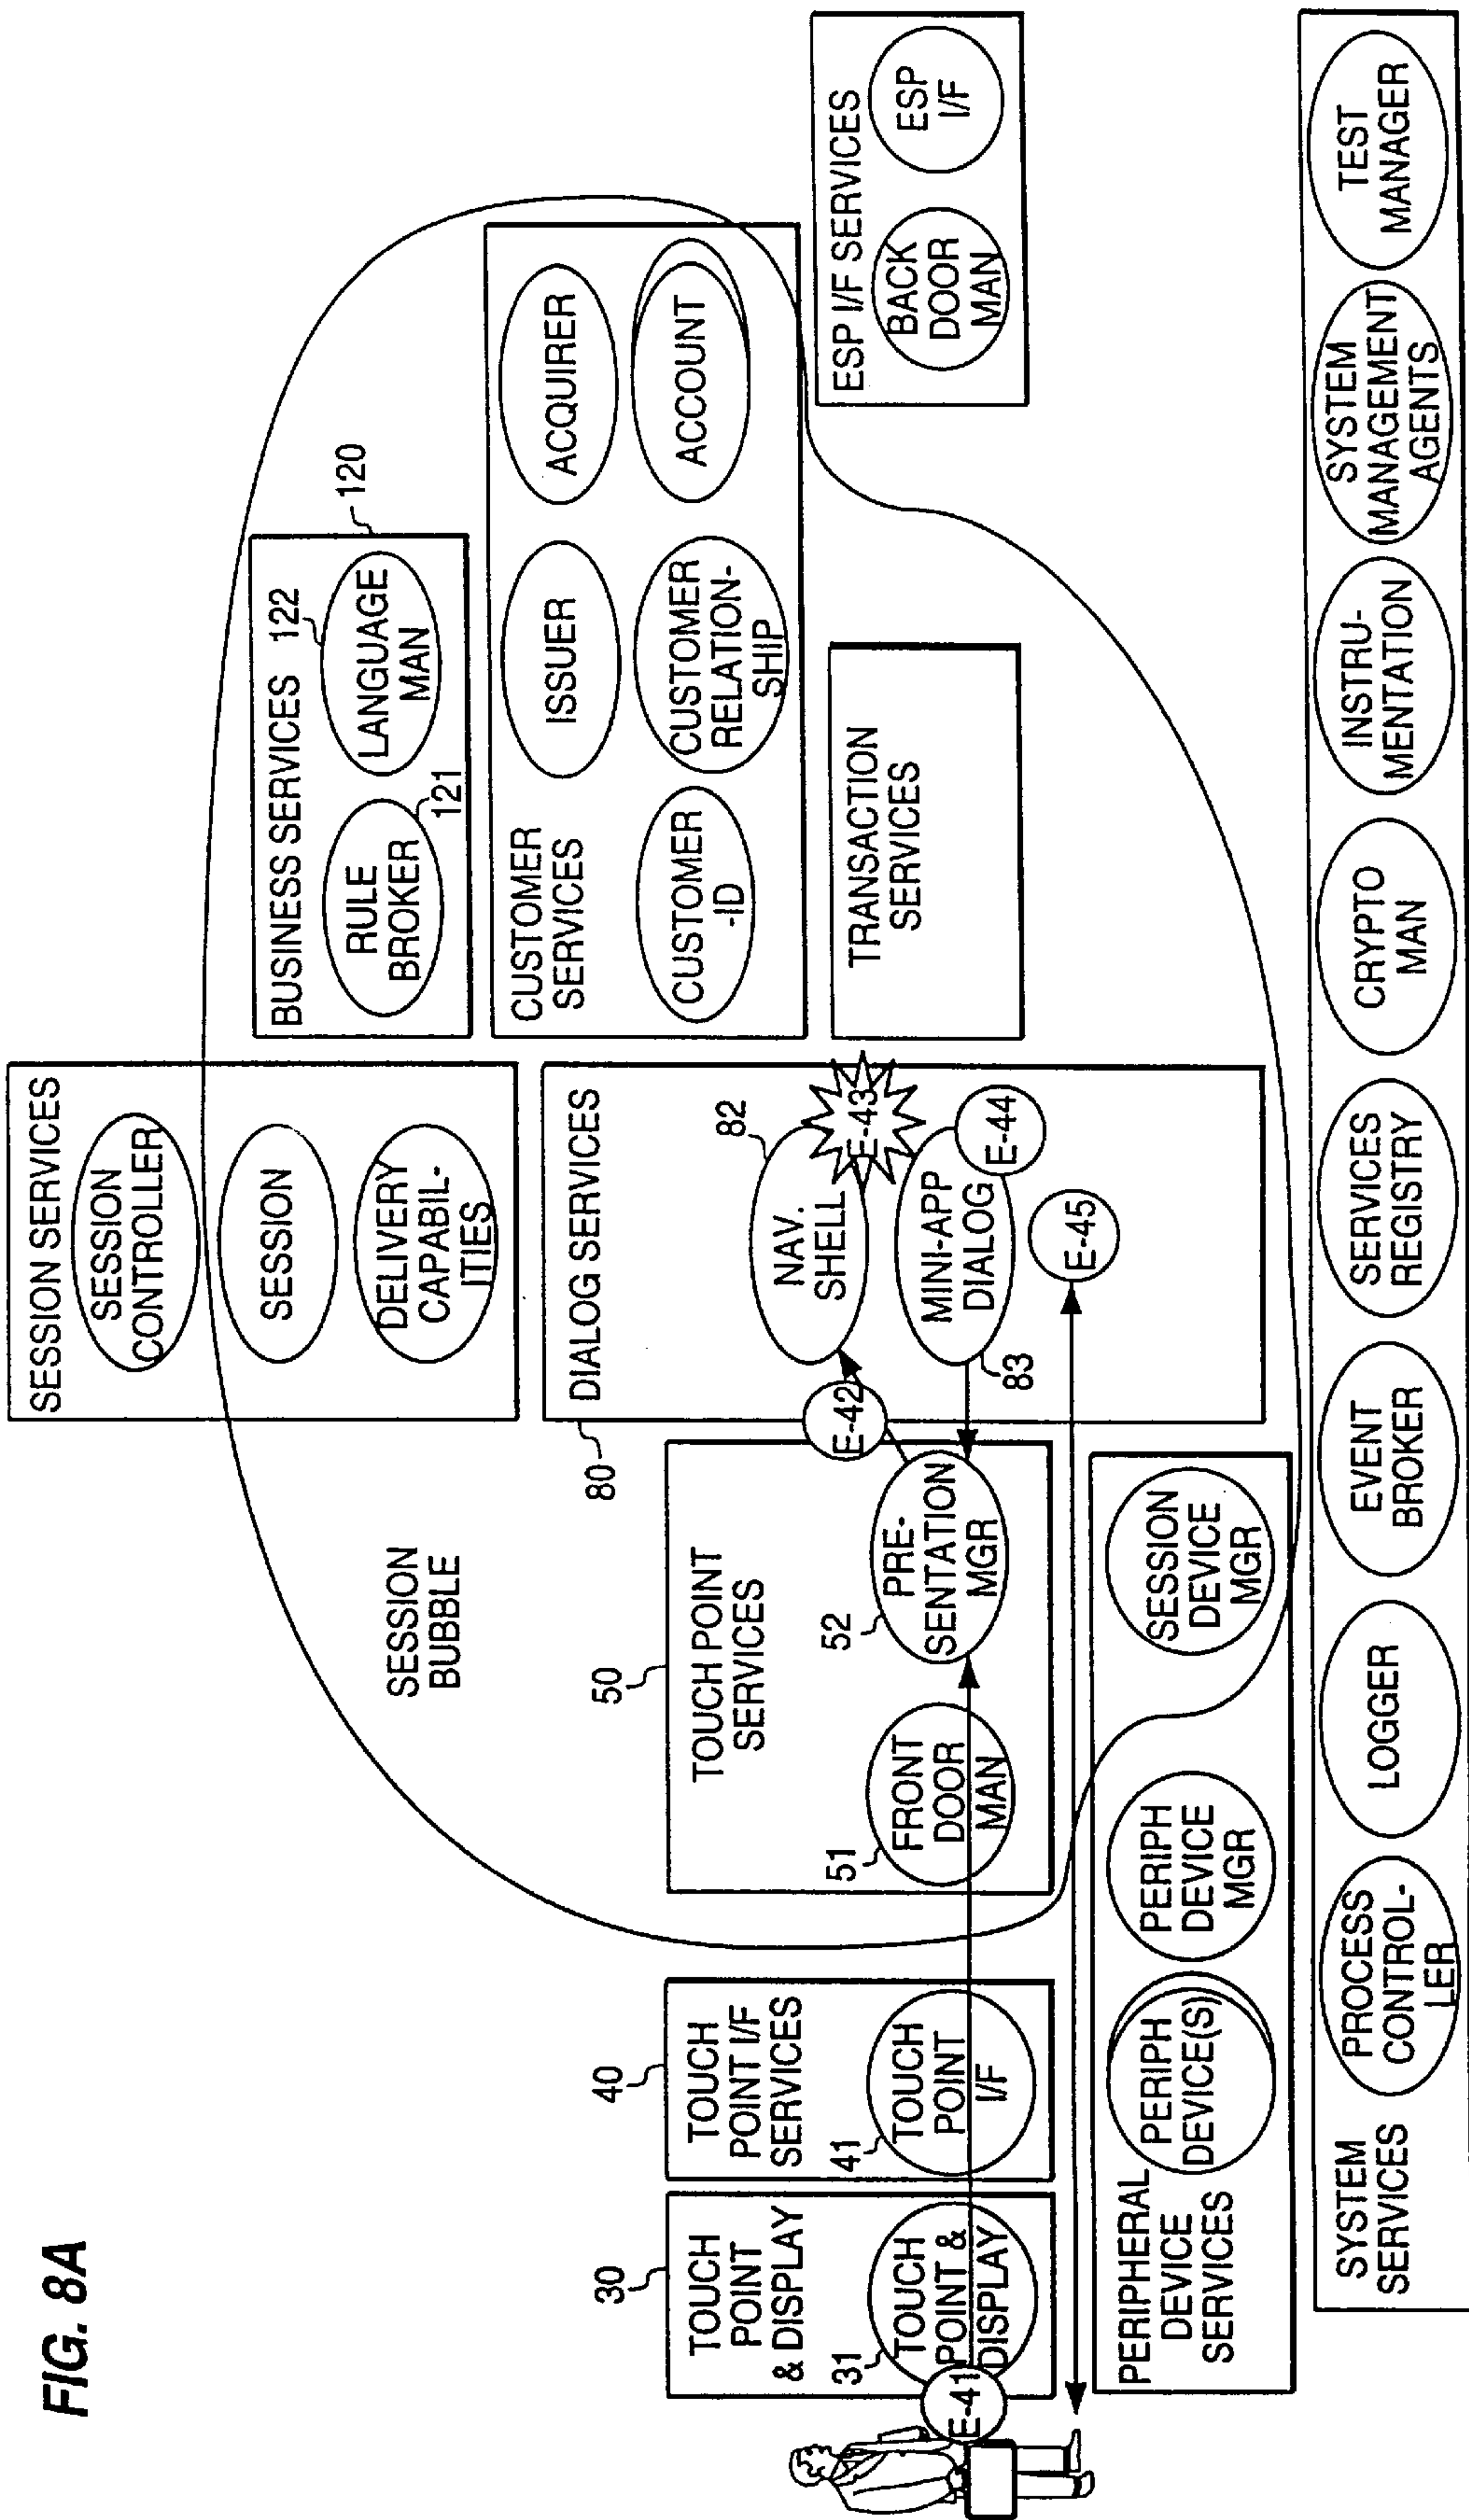 FIG. 8A
SESSION SERVICES
SESSION
CONTROLLER
SESSION
DELIVERY
CAPABIL-
ITIES
SESSION
BUBBLE
BUSINESS SERVICES
120
122
RULE
BROKER
121
LANGUAGE
MAN
CUSTOMER
SERVICES
ISSUER
ACQUIRER
CUSTOMER
-ID
CUSTOMER
RELATION-
SHIP
ACCOUNT
30
TOUCH
POINT
& DISPLAY
31
TOUCH
POINT &
DISPLAY
E-41
40
TOUCH
POINT I/F
SERVICES
41
TOUCH
POINT
I/F
50
TOUCH POINT
SERVICES
51
FRONT
DOOR
MAN
52
PRE-
SENTATION
MGR
80
DIALOG SERVICES
82
NAV.
SHELL
E-42
E-43
MINI-APP
DIALOG
83
E-44
E-45
TRANSACTION
SERVICES
ESP I/F SERVICES
BACK
DOOR
MAN
ESP
I/F
PERIPHERAL
DEVICE
SERVICES
PERIPH
DEVICE(S)
PERIPH
DEVICE
MGR
SESSION
DEVICE
MGR
SYSTEM
SERVICES
PROCESS
CONTROL-
LER
LOGGER
EVENT
BROKER
SERVICES
REGISTRY
CRYPTO
MAN
INSTRU-
MENTATION
SYSTEM
MANAGEMENT
AGENTS
TEST
MANAGER